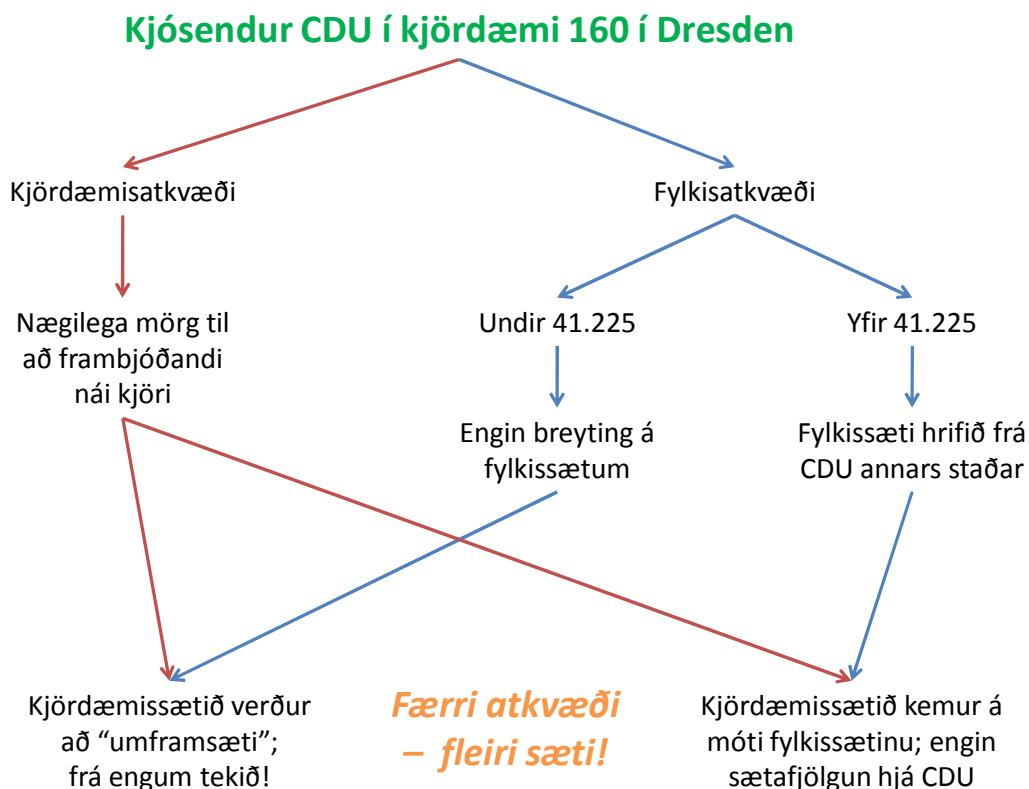 Kjósendur CDU í kjördæmi 160 í Dresden
Kjördæmisatkvæði
Fylkisatkvæði
Nægilega mörg til
að frambjóðandi
nái kjöri
Undir 41.225
Yfir 41.225
Engin breyting á
fylkissætum
Fylkissæti hrifið frá
CDU annars staðar
Kjördæmissætið verður
að “umframsæti”;
frá engum tekið!
Færri atkvæði
– fleiri sæti!
Kjördæmissætið kemur á
móti fylkissætinu; engin
sætafjölgun hjá CDU